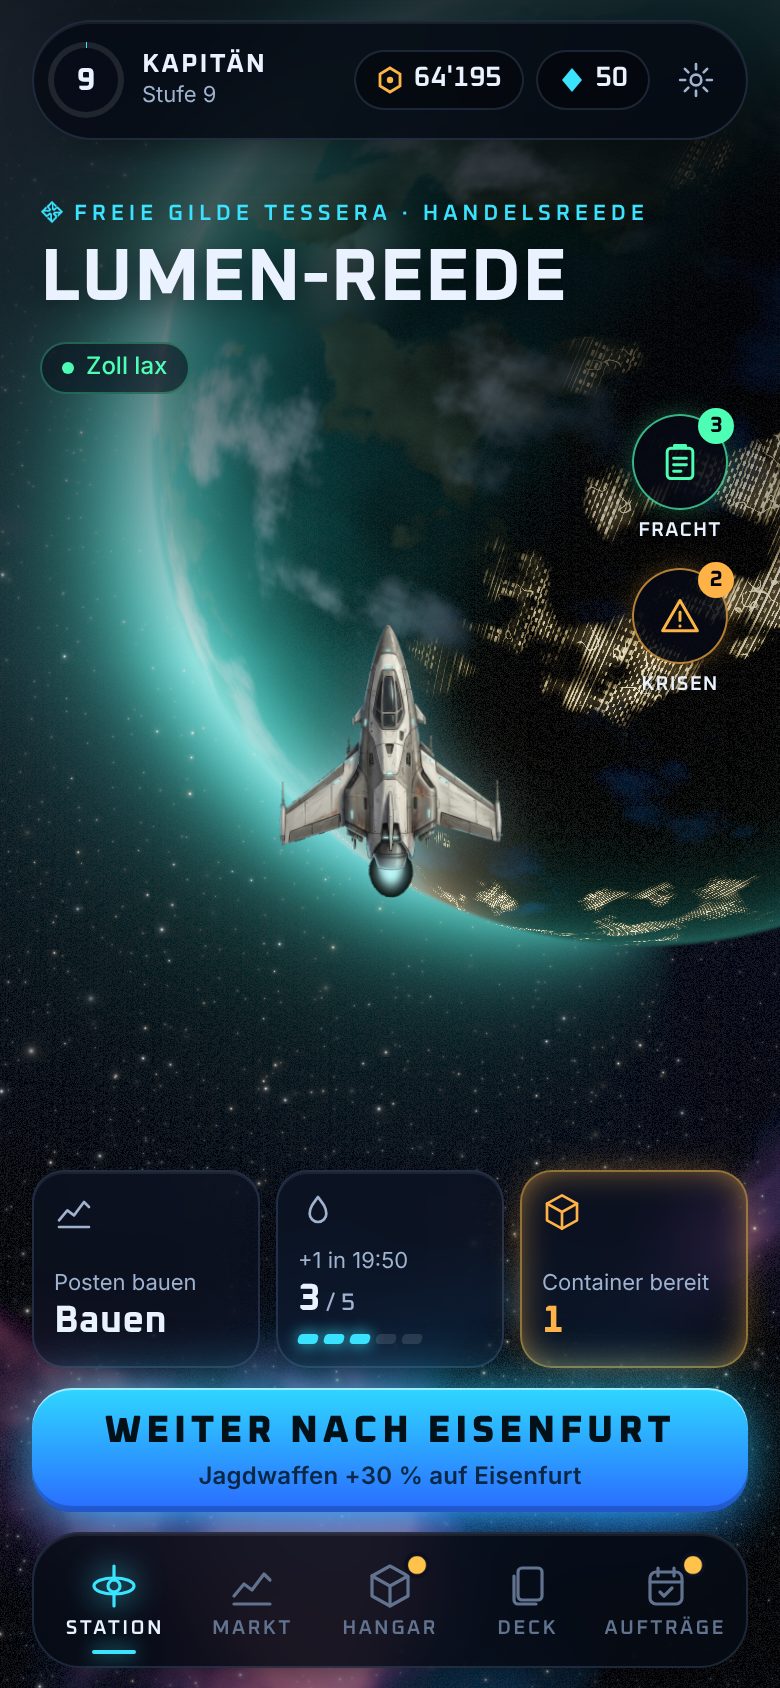 9
KAPITÄN
Stufe 9
64'195
50
FREIE GILDE TESSERA · HANDELSREEDE
LUMEN-REEDE
Zoll lax
3
FRACHT
2
KRISEN
Posten bauen
Bauen
+1 in 19:50
3 / 5
Container bereit
1
WEITER NACH EISENFURT
Jagdwaffen +30 % auf Eisenfurt
STATION
MARKT
HANGAR
DECK
AUFTRÄGE